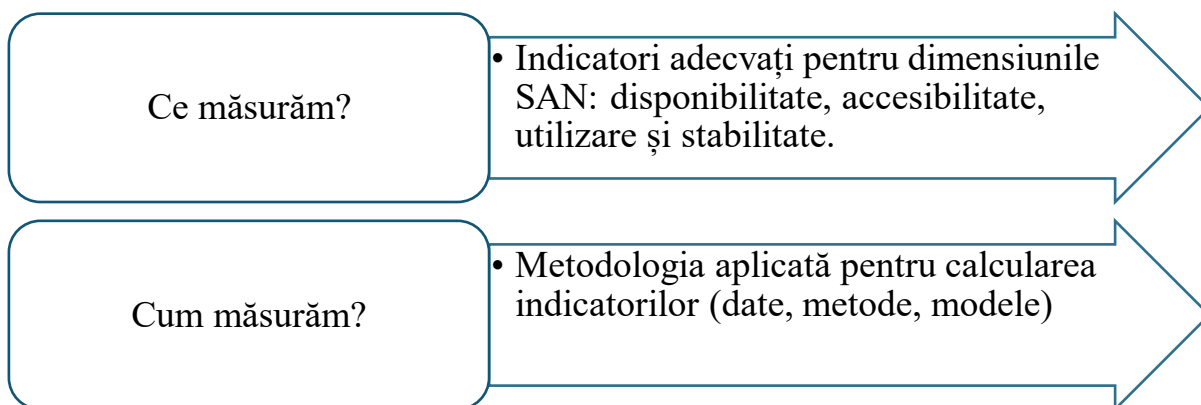 Ce măsurăm?
• Indicatori adecvați pentru dimensiunile
SAN: disponibilitate, accesibilitate,
utilizare și stabilitate.
Cum măsurăm?
• Metodologia aplicată pentru calcularea
indicatorilor (date, metode, modele)